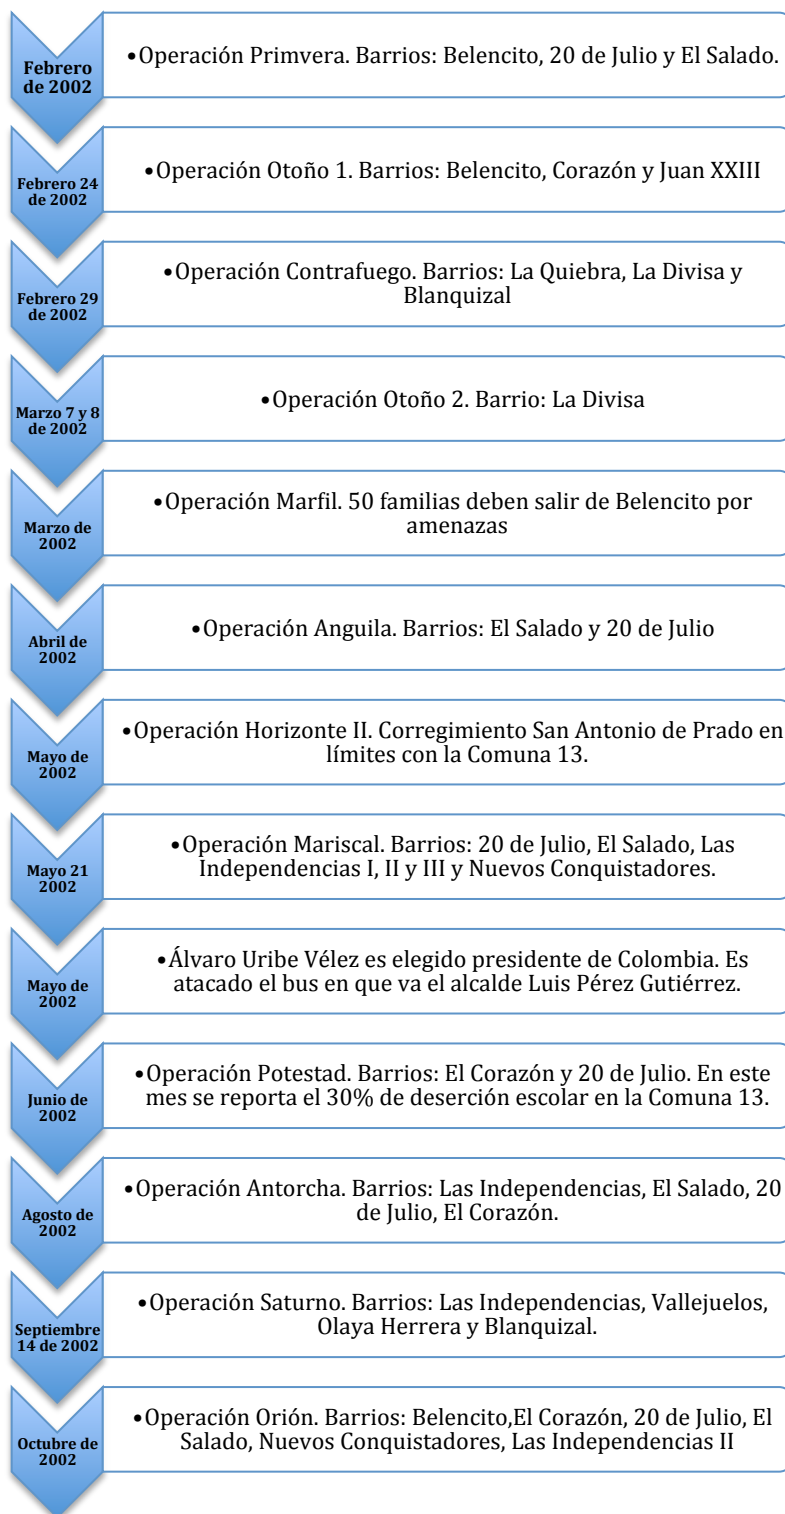 Febrero
de 2002
•Operación Primvera. Barrios: Belencito, 20 de Julio y El Salado.
Febrero 24
de 2002
•Operación Otoño 1. Barrios: Belencito, Corazón y Juan XXIII
Febrero 29
de 2002
•Operación Contrafuego. Barrios: La Quiebra, La Divisa y
Blanquizal
Marzo 7 y 8
de 2002
•Operación Otoño 2. Barrio: La Divisa
Marzo de
2002
•Operación Marfil. 50 familias deben salir de Belencito por
amenazas
Abril de
2002
•Operación Anguila. Barrios: El Salado y 20 de Julio
Mayo de
2002
•Operación Horizonte II. Corregimiento San Antonio de Prado en
límites con la Comuna 13.
Mayo 21
2002
•Operación Mariscal. Barrios: 20 de Julio, El Salado, Las
Independencias I, II y III y Nuevos Conquistadores.
Mayo de
2002
•Álvaro Uribe Vélez es elegido presidente de Colombia. Es
atacado el bus en que va el alcalde Luis Pérez Gutiérrez.
Junio de
2002
•Operación Potestad. Barrios: El Corazón y 20 de Julio. En este
mes se reporta el 30% de deserción escolar en la Comuna 13.
Agosto de
2002
•Operación Antorcha. Barrios: Las Independencias, El Salado, 20
de Julio, El Corazón.
Septiembre
14 de 2002
•Operación Saturno. Barrios: Las Independencias, Vallejuelos,
Olaya Herrera y Blanquizal.
Octubre de
2002
•Operación Orión. Barrios: Belencito,El Corazón, 20 de Julio, El
Salado, Nuevos Conquistadores, Las Independencias II